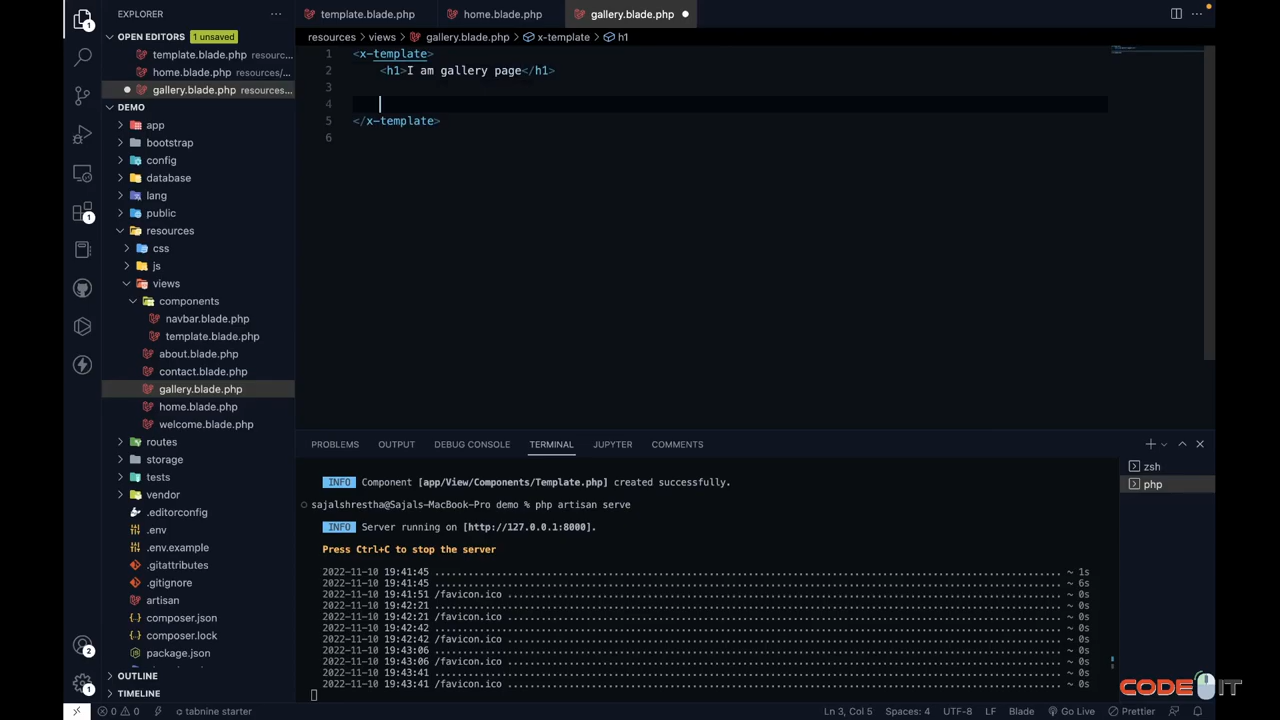 EXPLORER
template.blade.php
home.blade.php
gallery.blade.php
OPEN EDITORS
1 unsaved
resources > views > gallery.blade.php > x-template > h1
template.blade.php resourc...
home.blade.php resources/...
gallery.blade.php resources...
1 <x-template>
2 <h1>I am gallery page</h1>
3
4
5 </x-template>
6
DEMO
app
bootstrap
config
database
lang
public
resources
css
js
views
components
navbar.blade.php
template.blade.php
about.blade.php
contact.blade.php
gallery.blade.php
home.blade.php
welcome.blade.php
routes
storage
tests
vendor
.editorconfig
.env
.env.example
.gitattributes
.gitignore
artisan
composer.json
composer.lock
package.json
OUTLINE
TIMELINE
PROBLEMS OUTPUT DEBUG CONSOLE TERMINAL JUPYTER COMMENTS
zsh
php
INFO Component [app/View/Components/Template.php] created successfully.
sajalshrestha@Sajals-MacBook-Pro demo % php artisan serve
INFO Server running on [http://127.0.0.1:8000].
Press Ctrl+C to stop the server
2022-11-10 19:41:45 ........ ~ 1s
2022-11-10 19:41:45 ........ ~ 6s
2022-11-10 19:41:51 /favicon.ico ........ ~ 0s
2022-11-10 19:42:21 ........ ~ 0s
2022-11-10 19:42:21 /favicon.ico ........ ~ 0s
2022-11-10 19:42:42 ........ ~ 0s
2022-11-10 19:42:42 /favicon.ico ........ ~ 0s
2022-11-10 19:43:06 ........ ~ 0s
2022-11-10 19:43:06 /favicon.ico ........ ~ 0s
2022-11-10 19:43:41 ........ ~ 0s
2022-11-10 19:43:41 /favicon.ico ........ ~ 0s
CODE IT
0 0 tabnine starter Ln 3, Col 5 Spaces: 4 UTF-8 LF Blade Go Live Prettier